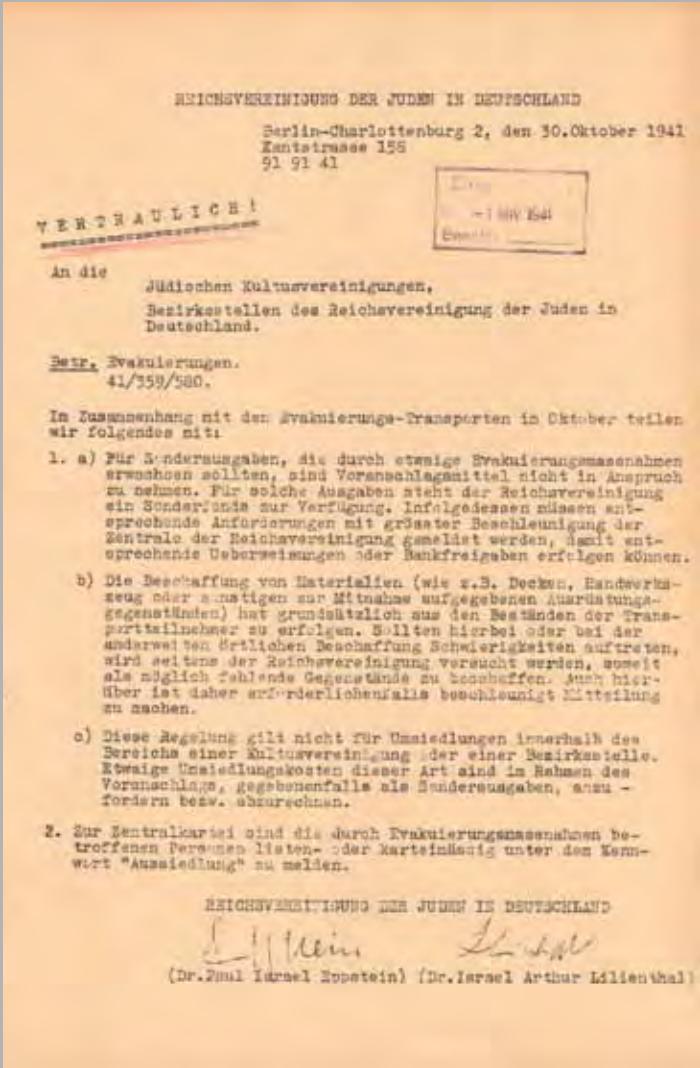 REICHSVEREINIGUNG DER JUDEN IN DEUTSCHLAND
Berlin-Charlottenburg 2, den 30.Oktober 1941
Kantstrasse 158
91 91 41
-1 NOV 1941
VERTRAULICH!
An die
Jüdischen Kultusvereinigungen,
Bezirksstellen des Reichsvereinigung der Juden in
Deutschland.
Betr. Evakuierungen.
41/359/580.
Im Zusammenhang mit den Evakuierungs-Transporten im Oktober teilen
wir folgendes mit:
1. a) Für Sonderausgaben, die durch etwaige Evakuierungsmassnahmen
erwachsen sollten, sind Voranschlagsmittel nicht in Anspruch
zu nehmen. Für solche Ausgaben steht der Reichsvereinigung
ein Sonderfonds zur Verfügung. Infolgedessen müssen ent-
sprechende Anforderungen mit grösster Beschleunigung der
Zentrale der Reichsvereinigung gemeldet werden, damit ent-
sprechende Ueberweisungen oder Bankfreigaben erfolgen können.
b) Die Beschaffung von Materialien (wie z.B. Decken, Handwerks-
zeug oder sonstigen zur Mitnahme aufgegebenen Ausrüstungs-
gegenständen) hat grundsätzlich aus den Beständen der Trans-
portteilnehmer zu erfolgen. Sollten hierbei oder bei der
anderweiten örtlichen Beschaffung Schwierigkeiten auftreten,
wird seitens der Reichsvereinigung versucht werden, soweit
als möglich fehlende Gegenstände zu beschaffen. Auch hier-
über ist daher erforderlichenfalls beschleunigt Mitteilung
zu machen.
c) Diese Regelung gilt nicht für Umsiedlungen innerhalb des
Bereichs einer Kultusvereinigung oder einer Bezirksstelle.
Etwaige Umsiedlungskosten dieser Art sind im Rahmen des
Voranschlags, gegebenenfalls als Sonderausgaben, anzu -
fordern bezw. abzurechnen.
2. Zur Zentralkartei sind die durch Evakuierungsmassnahmen be-
troffenen Personen listen- oder karteimässig unter dem Kenn-
wort "Aussiedlung" zu melden.
REICHSVEREINIGUNG DER JUDEN IN DEUTSCHLAND
(Dr.Paul Israel Eppstein) (Dr.Israel Arthur Lilienthal)